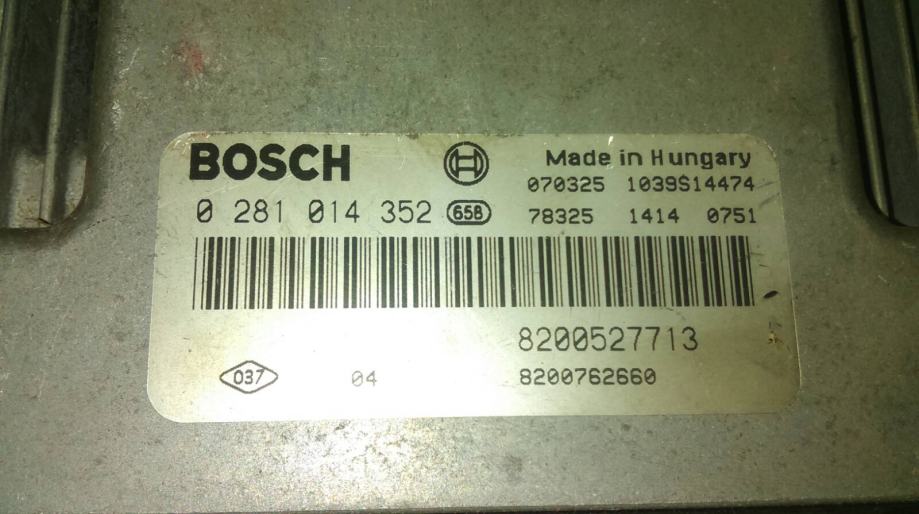 BOSCH Made in Hungary
070325 1039S14474
0 281 014 352 65B 78325 1414 0751
8200527713
037 04 8200762660